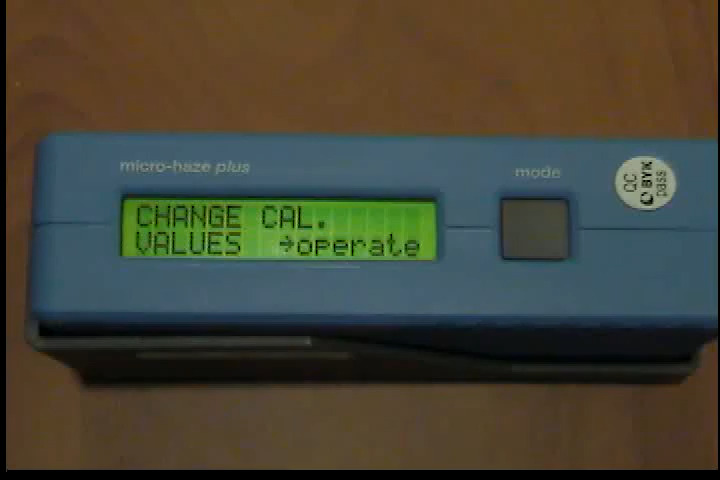 micro-haze plus
mode
CHANGE CAL.
VALUES →operate
QC
BYK
pass